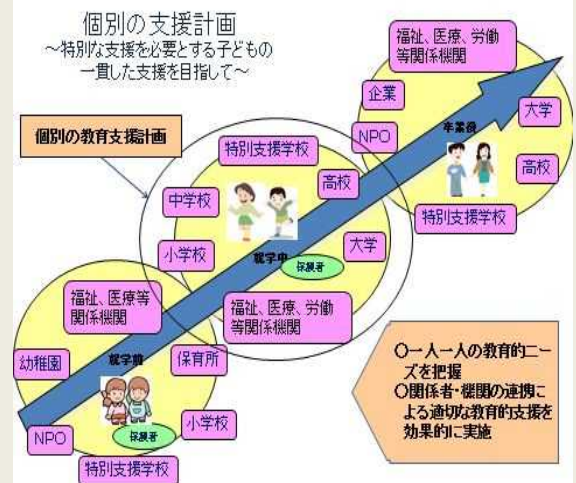 個別の支援計画
～特別な支援を必要とする子どもの
一貫した支援を目指して～
個別の教育支援計画
福祉、医療、労働
等関係機関
企業
NPO
大学
高校
特別支援学校
卒業後
特別支援学校
中学校
高校
小学校
大学
就学中
保護者
福祉、医療、労働
等関係機関
福祉、医療等
関係機関
幼稚園
保育所
就学前
NPO
保護者
小学校
特別支援学校
○一人一人の教育的ニー
ズを把握
○関係者・機関の連携に
よる適切な教育的支援を
効果的に実施